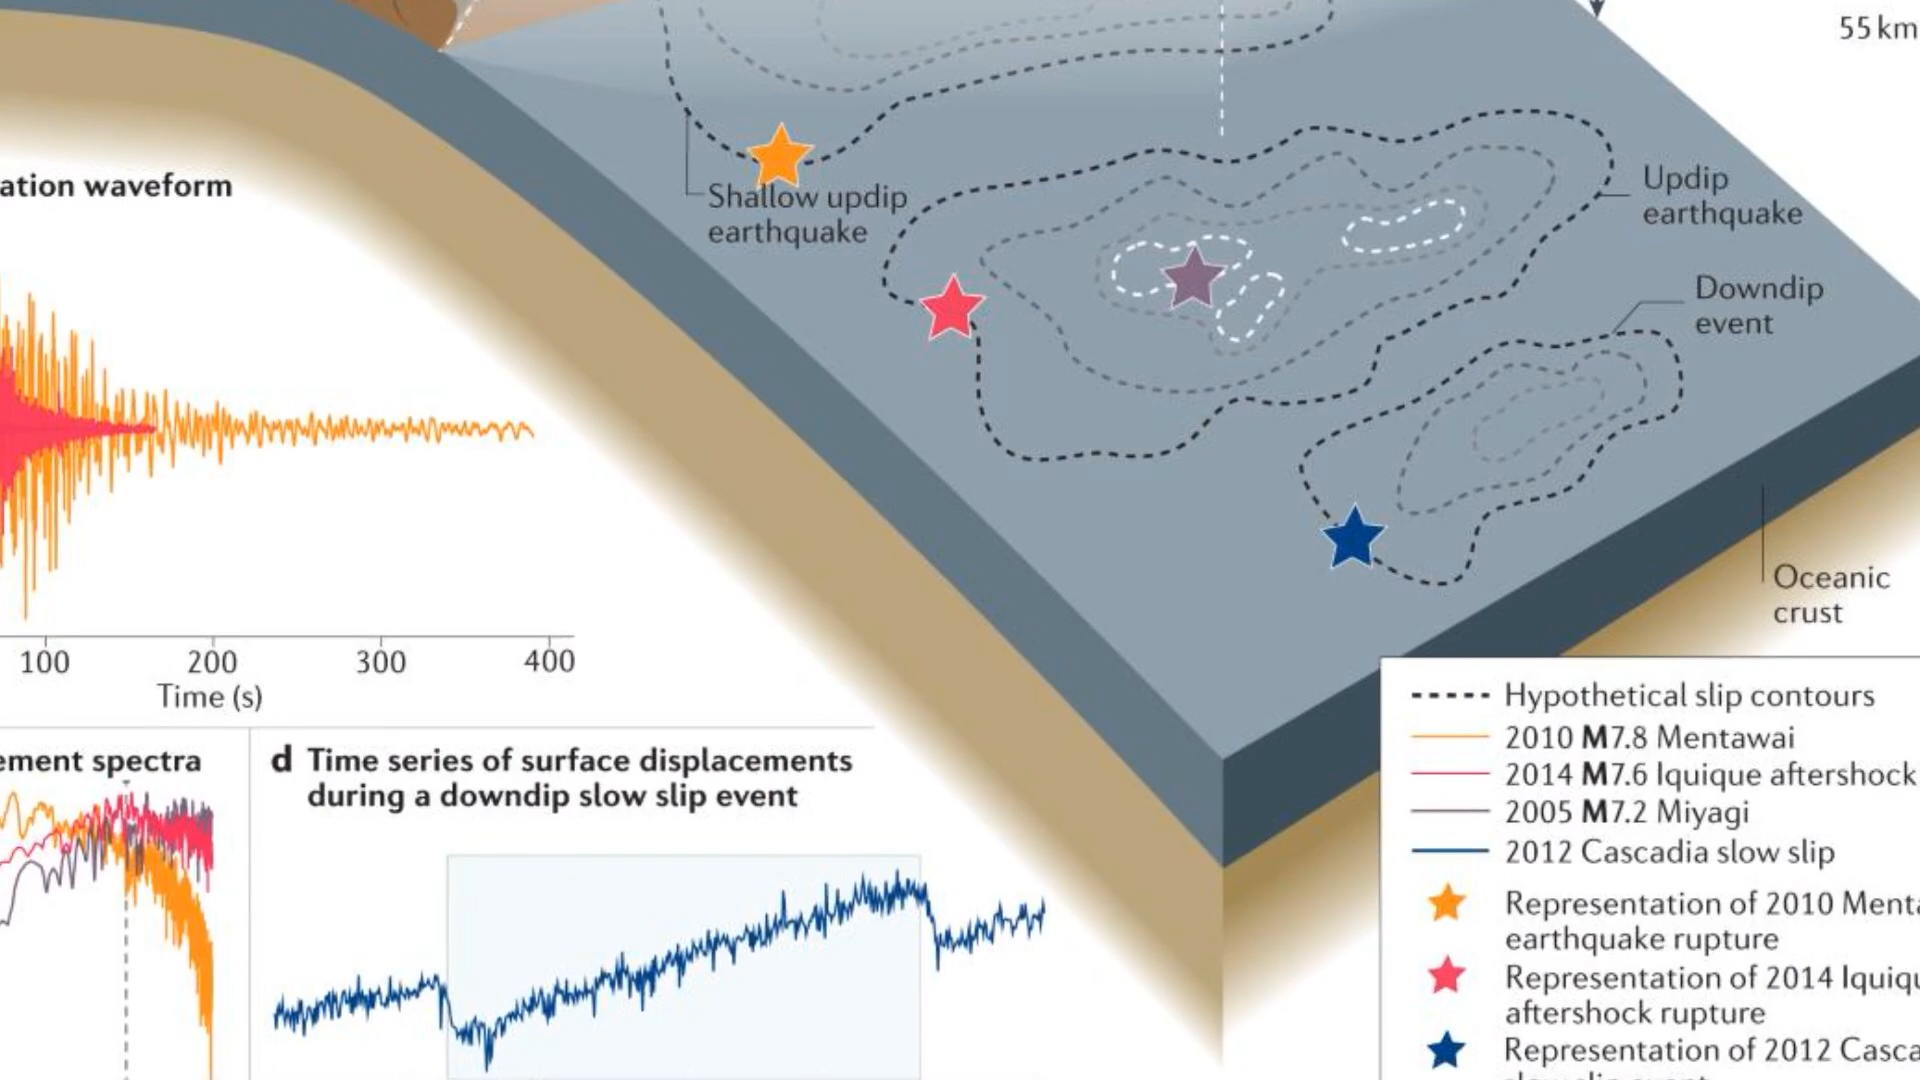 55 km
ation waveform
Shallow updip
earthquake
Updip
earthquake
Downdip
event
Oceanic
crust
100
200
300
400
Time (s)
ement spectra
d Time series of surface displacements
during a downdip slow slip event
Hypothetical slip contours
2010 M7.8 Mentawai
2014 M7.6 Iquique aftershock
2005 M7.2 Miyagi
2012 Cascadia slow slip
Representation of 2010 Menta
earthquake rupture
Representation of 2014 Iquiqu
aftershock rupture
Representation of 2012 Casca